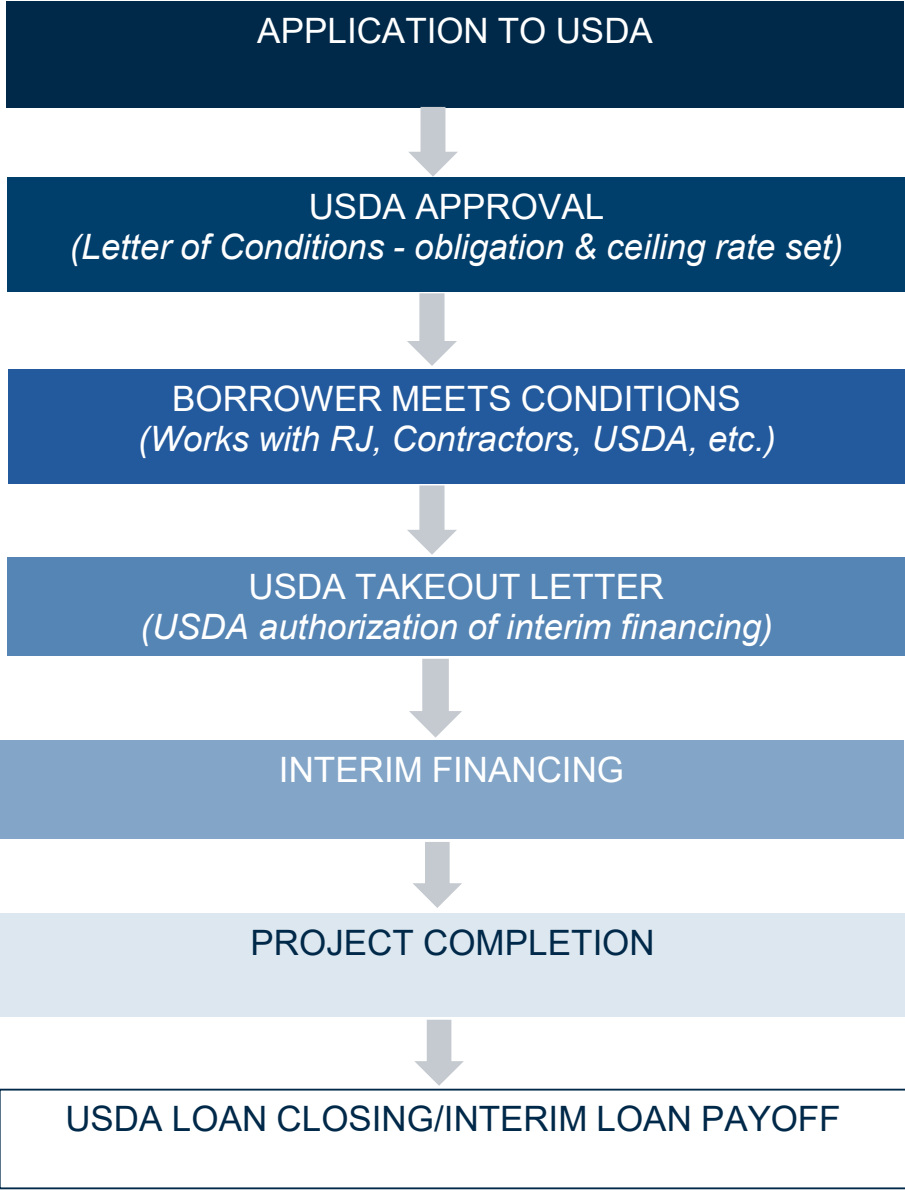 APPLICATION TO USDA
USDA APPROVAL
(Letter of Conditions - obligation & ceiling rate set)
BORROWER MEETS CONDITIONS
(Works with RJ, Contractors, USDA, etc.)
USDA TAKEOUT LETTER
(USDA authorization of interim financing)
INTERIM FINANCING
PROJECT COMPLETION
USDA LOAN CLOSING/INTERIM LOAN PAYOFF